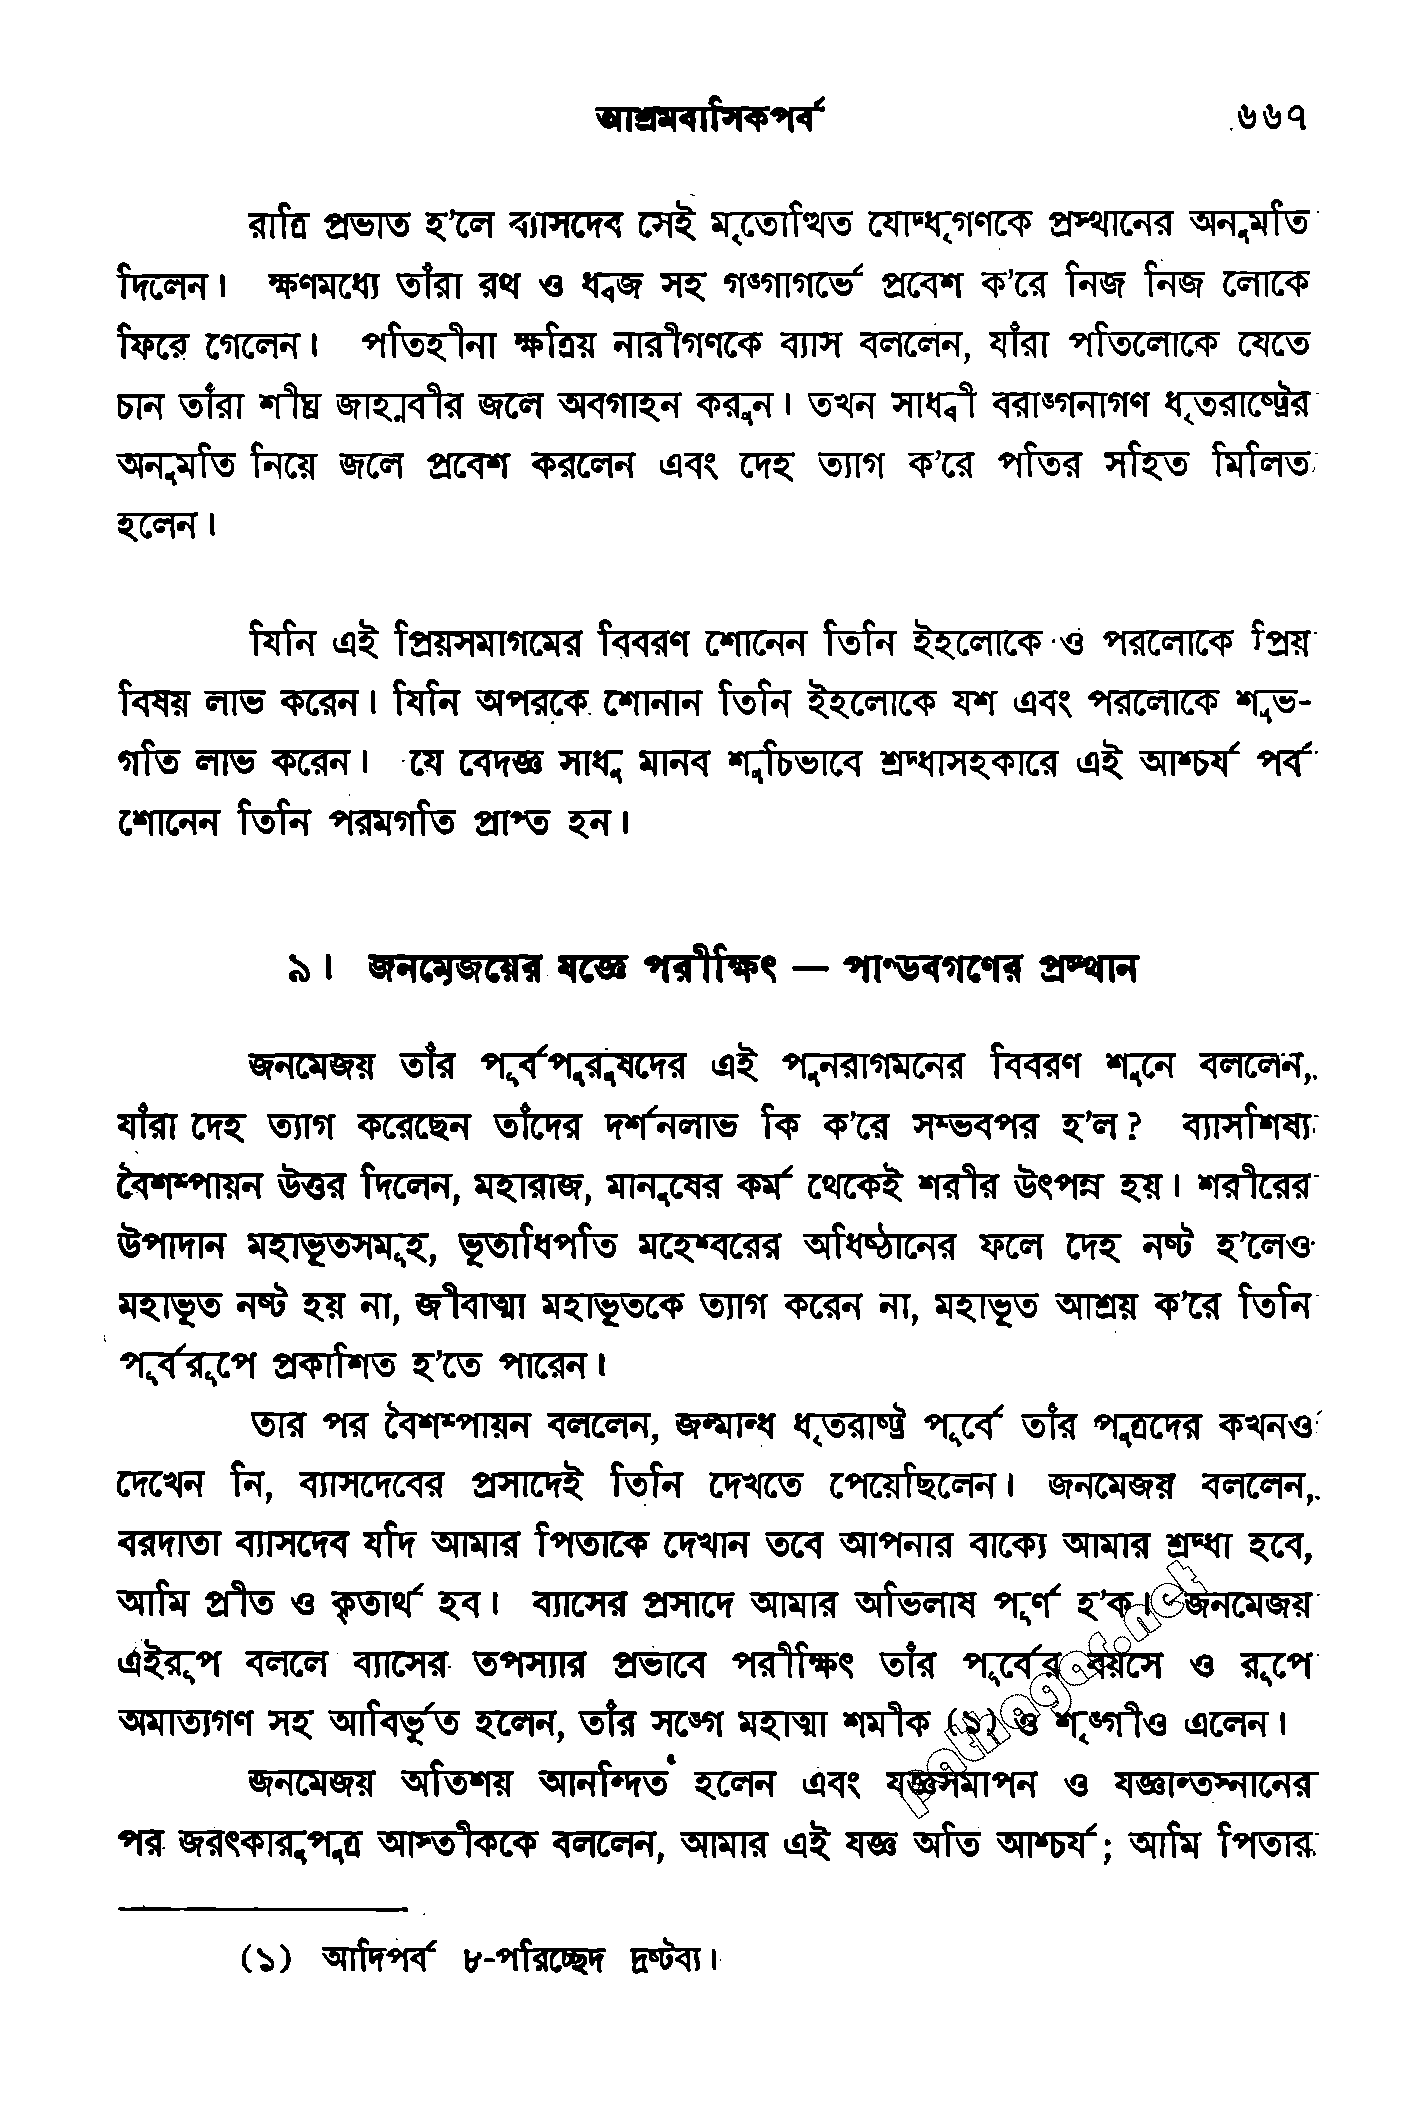 আশ্রমবাসিকপর্ব
৬৬৭
রাত্রি প্রভাত হ’লে ব্যাসদেব সেই মৃতোত্থিত যোদ্ধৃগণকে প্রস্থানের অনুমতি
দিলেন। ক্ষণমধ্যে তাঁরা রথ ও ধ্বজ সহ গঙ্গাগর্ভে প্রবেশ ক’রে নিজ নিজ লোকে
ফিরে গেলেন। পতিহীনা ক্ষত্রিয় নারীগণকে ব্যাস বললেন, যাঁরা পতিলোকে যেতে
চান তাঁরা শীঘ্র জাহ্নবীর জলে অবগাহন করুন। তখন সাধ্বী বরাঙ্গনাগণ ধৃতরাষ্ট্রের
অনুমতি নিয়ে জলে প্রবেশ করলেন এবং দেহ ত্যাগ ক’রে পতির সহিত মিলিত
হলেন।
যিনি এই প্রিয়সমাগমের বিবরণ শোনেন তিনি ইহলোকে ও পরলোকে প্রিয়
বিষয় লাভ করেন। যিনি অপরকে শোনান তিনি ইহলোকে যশ এবং পরলোকে শুভ-
গতি লাভ করেন। যে বেদজ্ঞ সাধু মানব শুচিভাবে শ্রদ্ধাসহকারে এই আশ্চর্য পর্ব
শোনেন তিনি পরমগতি প্রাপ্ত হন।
৯। জনমেজয়ের যজ্ঞে পরীক্ষিৎ — পাণ্ডবগণের প্রস্থান
জনমেজয় তাঁর পূর্বপুরুষদের এই পুনরাগমনের বিবরণ শুনে বললেন,
যাঁরা দেহ ত্যাগ করেছেন তাঁদের দর্শনলাভ কি ক’রে সম্ভবপর হ’ল? ব্যাসশিষ্য
বৈশম্পায়ন উত্তর দিলেন, মহারাজ, মানুষের কর্ম থেকেই শরীর উৎপন্ন হয়। শরীরের
উপাদান মহাভূতসমূহ, ভূতাধিপতি মহেশ্বরের অধিষ্ঠানের ফলে দেহ নষ্ট হ’লেও
মহাভূত নষ্ট হয় না, জীবাত্মা মহাভূতকে ত্যাগ করেন না, মহাভূত আশ্রয় ক’রে তিনি
পূর্বরূপে প্রকাশিত হ’তে পারেন।
তার পর বৈশম্পায়ন বললেন, জন্মান্ধ ধৃতরাষ্ট্র পূর্বে তাঁর পুত্রদের কখনও
দেখেন নি, ব্যাসদেবের প্রসাদেই তিনি দেখতে পেয়েছিলেন। জনমেজয় বললেন,
বরদাতা ব্যাসদেব যদি আমার পিতাকে দেখান তবে আপনার বাক্যে আমার শ্রদ্ধা হবে,
আমি প্রীত ও কৃতার্থ হব। ব্যাসের প্রসাদে আমার অভিলাষ পূর্ণ হ’ক। জনমেজয়
এইরূপ বললে ব্যাসের তপস্যার প্রভাবে পরীক্ষিৎ তাঁর পূর্বের বয়সে ও রূপে
অমাত্যগণ সহ আবির্ভূত হলেন, তাঁর সঙ্গে মহাত্মা শমীক (১) ও শৃঙ্গীও এলেন।
জনমেজয় অতিশয় আনন্দিত হলেন এবং যজ্ঞসমাপন ও যজ্ঞান্তস্নানের
পর জরৎকারুপুত্র আস্তীককে বললেন, আমার এই যজ্ঞ অতি আশ্চর্য; আমি পিতার
(১) আদিপর্ব ৮-পরিচ্ছেদ দ্রষ্টব্য।
pathagar.net